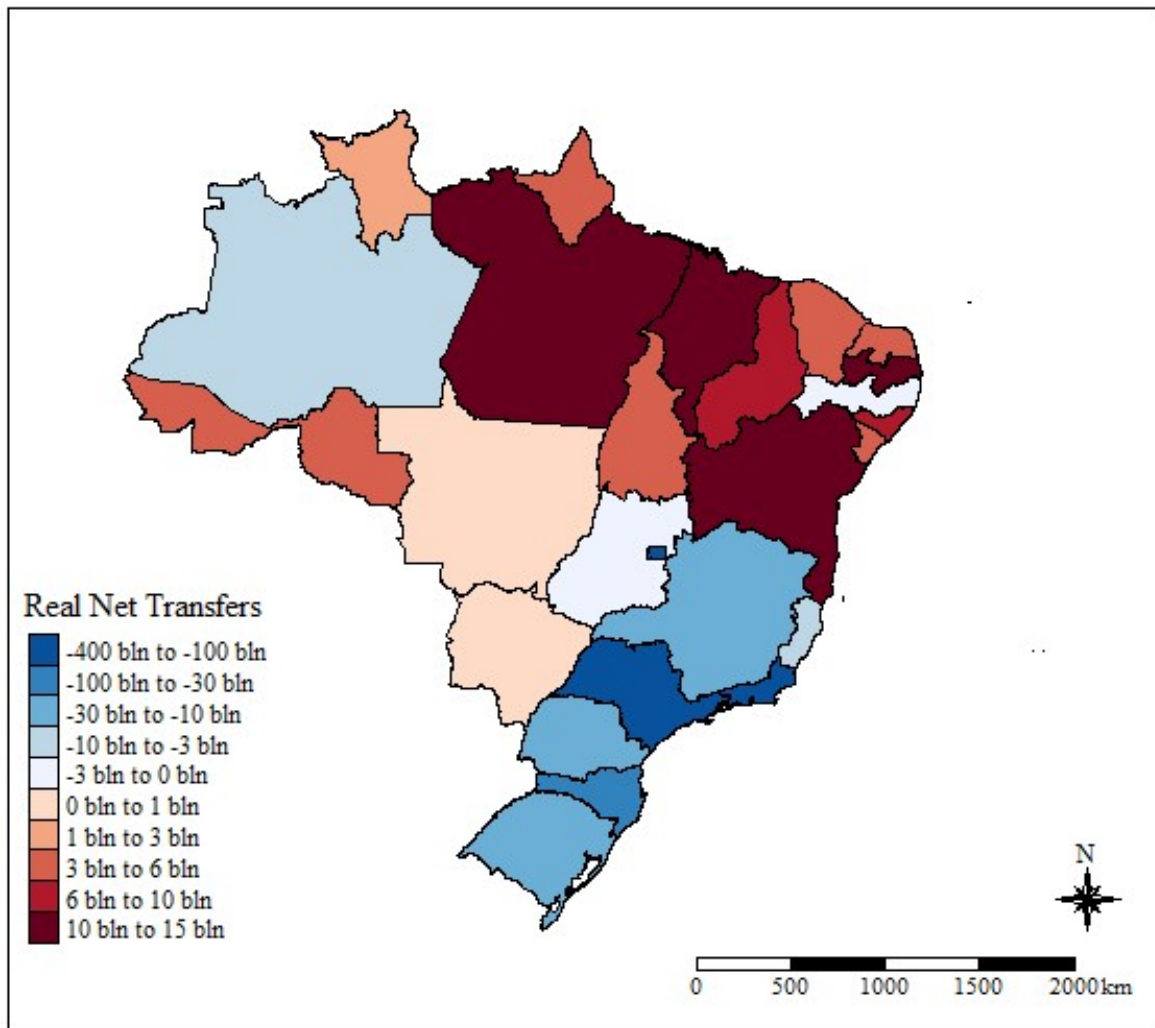 Real Net Transfers
-400 bln to -100 bln
-100 bln to -30 bln
-30 bln to -10 bln
-10 bln to -3 bln
-3 bln to 0 bln
0 bln to 1 bln
1 bln to 3 bln
3 bln to 6 bln
6 bln to 10 bln
10 bln to 15 bln
N
0 500 1000 1500 2000km